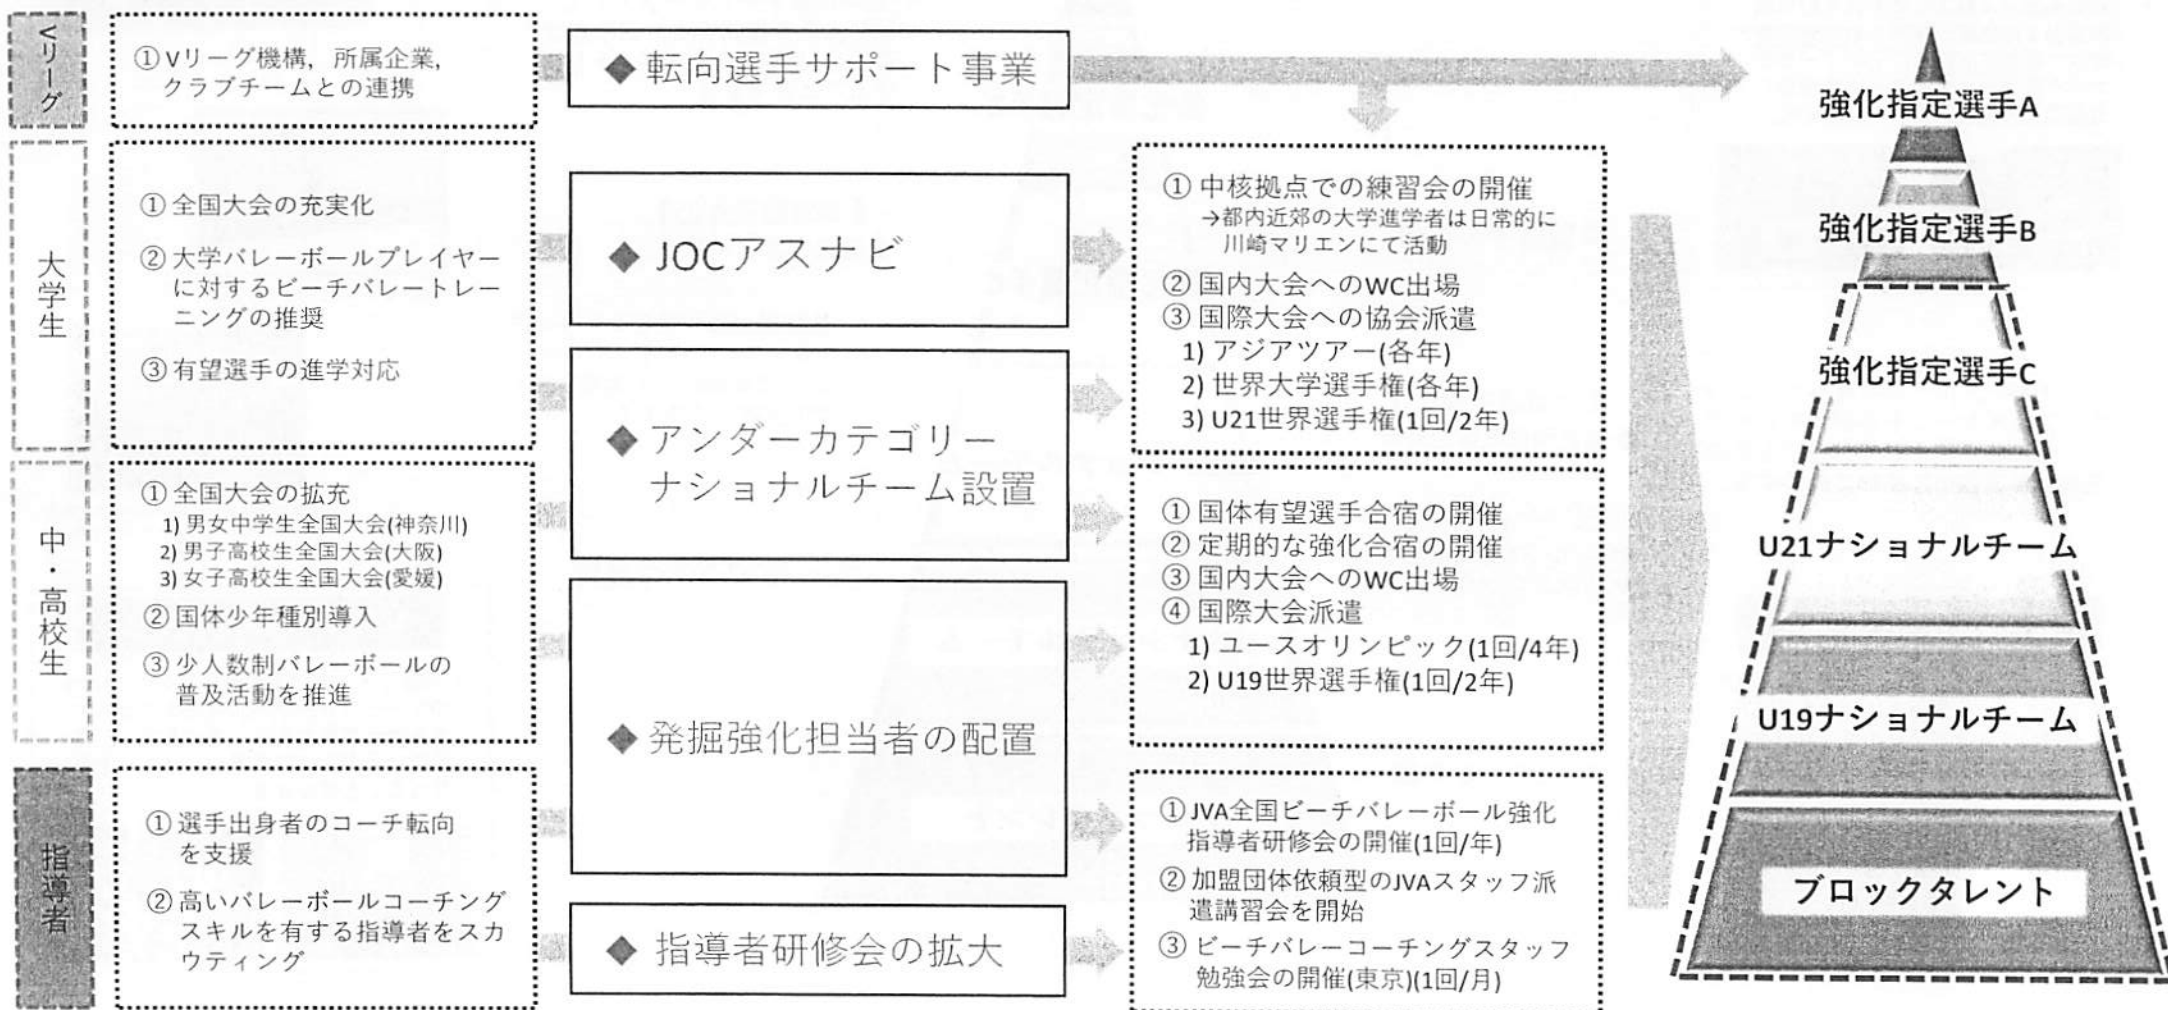 Vリーグ
① Vリーグ機構，所属企業，
クラブチームとの連携
◆ 転向選手サポート事業
大学生
① 全国大会の充実化
② 大学バレーボールプレイヤー
に対するビーチバレートレー
ニングの推奨
③ 有望選手の進学対応
◆ JOCアスナビ
◆ アンダーカテゴリー
ナショナルチーム設置
① 中核拠点での練習会の開催
→都内近郊の大学進学者は日常的に
川崎マリエンにて活動
② 国内大会へのWC出場
③ 国際大会への協会派遣
1) アジアツアー(各年)
2) 世界大学選手権(各年)
3) U21世界選手権(1回/2年)
中・高校生
① 全国大会の拡充
1) 男女中学生全国大会(神奈川)
2) 男子高校生全国大会(大阪)
3) 女子高校生全国大会(愛媛)
② 国体少年種別導入
③ 少人数制バレーボールの
普及活動を推進
◆ 発掘強化担当者の配置
① 国体有望選手合宿の開催
② 定期的な強化合宿の開催
③ 国内大会へのWC出場
④ 国際大会派遣
1) ユースオリンピック(1回/4年)
2) U19世界選手権(1回/2年)
指導者
① 選手出身者のコーチ転向
を支援
② 高いバレーボールコーチング
スキルを有する指導者をスカ
ウティング
◆ 指導者研修会の拡大
① JVA全国ビーチバレーボール強化
指導者研修会の開催(1回/年)
② 加盟団体依頼型のJVAスタッフ派
遣講習会を開始
③ ビーチバレーコーチングスタッフ
勉強会の開催(東京)(1回/月)
強化指定選手A
強化指定選手B
強化指定選手C
U21ナショナルチーム
U19ナショナルチーム
ブロックタレント